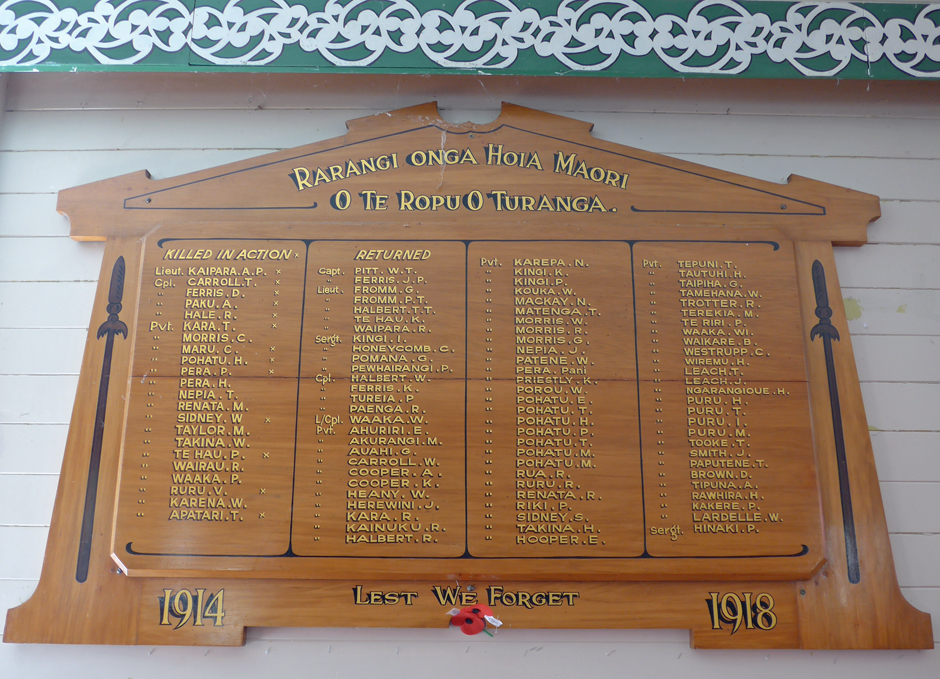 RARANGI ONGA HOIA MAORI
O TE ROPU O TURANGA.
KILLED IN ACTION x
Lieut. KAIPARA. A.P. x
Cpl. CARROLL. T. x
" FERRIS. D. x
" PAKU. A. x
" HALE. R. x
Pvt. KARA. T. x
" MORRIS. C.
" MARU. C. x
" POHATU. H. x
" PERA. P. x
" PERA. H.
" NEPIA. T.
" RENATA. M.
" SIDNEY. W x
" TAYLOR. M.
" TAKINA. W.
" TE HAU. P. x
" WAIRAU. R.
" WAAKA. P.
" RURU. V. x
" KARENA. W.
" APATARI. T. x
RETURNED
Capt. PITT. W.T.
" FERRIS. J.P.
Lieut. FROMM. G.
" FROMM. P.T.
" HALBERT. T.T.
" TE HAU. K.
" WAIPARA. R.
Sergt. KINGI. I.
" HONEYCOMB. C.
" POMANA. G.
" PEWHAIRANGI. P.
Cpl. HALBERT. W.
" FERRIS. K.
" TUREIA. P
" PAENGA. R.
L/Cpl. WAAKA. W.
Pvt. AHURIRI. E.
" AKURANGI. M.
" AUAHI. G.
" CARROLL. W.
" COOPER. A.
" COOPER. K.
" HEANY. W.
" HEREWINI. J.
" KARA. R.
" KAINUKU. R.
" HALBERT. R.
Pvt. KAREPA. N.
" KINGI. K.
" KINGI. P.
" KOUKA. W.
" MACKAY. N.
" MATENGA. T.
" MORRIS. W.
" MORRIS. K.
" MORRIS. G.
" NEPIA. J.
" PATENE. W.
" PERA. Pani
" PRIESTLY. K.
" POROU. W.
" POHATU. E.
" POHATU. T.
" POHATU. H.
" POHATU. P.
" POHATU. T.
" POHATU. M.
" POHATU. M.
" RUA. R.
" RURU. R.
" RENATA. R.
" RIKI. P.
" SIDNEY. S.
" TAKINA. H.
" HOOPER. E.
Pvt. TEPUNI. T.
" TAUTUHI. H.
" TAIPIHA. G.
" TAMEHANA. W.
" TROTTER. R.
" TEREKIA. M.
" TE RIRI. P.
" WAAKA. WI.
" WAIKARE. B.
" WESTRUPP. C.
" WIREMU. H.
" LEACH. T.
" LEACH. J.
" NGARANGIOUE. H.
" PURU. H.
" PURU. T.
" PURU. I.
" PURU. M.
" TOOKE. T.
" SMITH. J.
" PAPUTENE. T.
" BROWN. D.
" TIPUNA. A.
" RAWHIRA. H.
" KAKERE. P.
" LARDELLE. W.
Sergt. HINAKI. P.
1914 LEST WE FORGET 1918